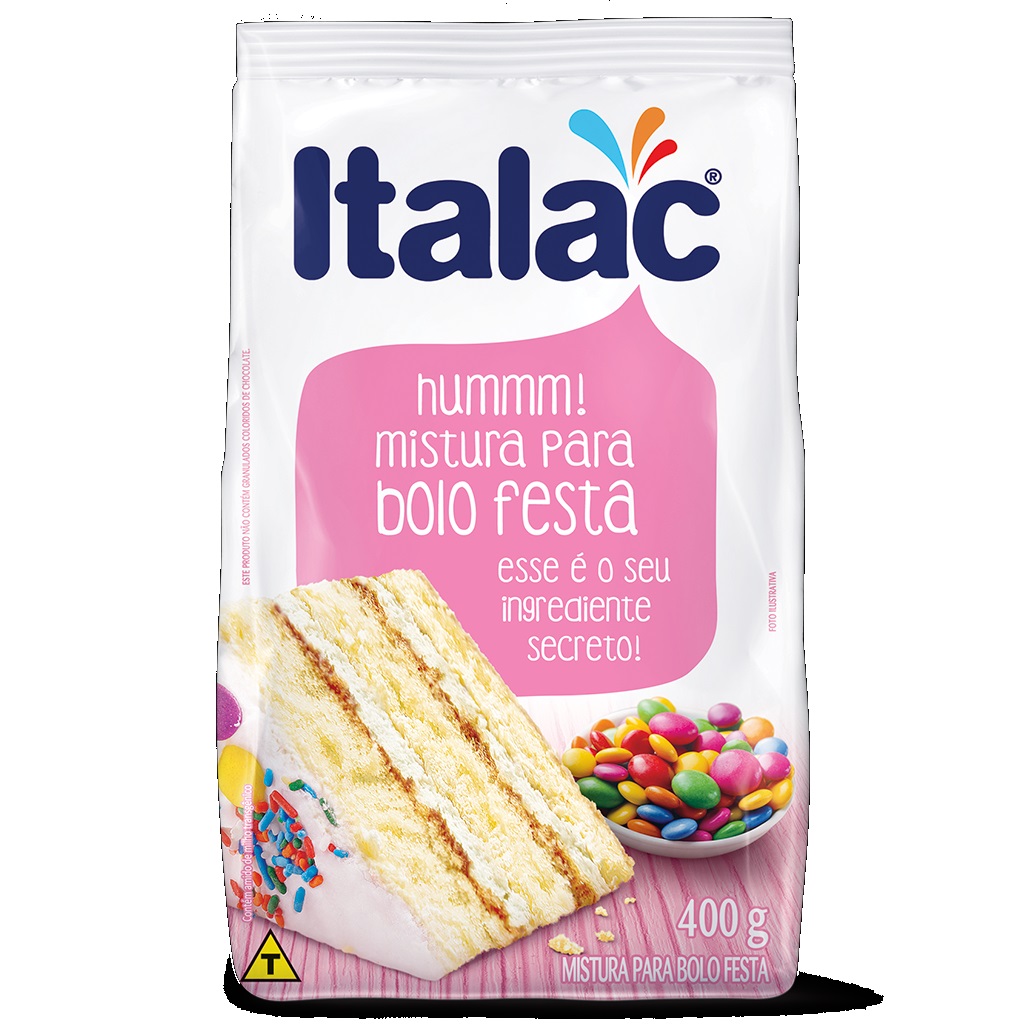 Italac®
hummm!
mistura para
bolo festa
esse é o seu
ingrediente
secreto!
ESTE PRODUTO NÃO CONTÉM GRANULADOS COLORIDOS DE CHOCOLATE.
FOTO ILUSTRATIVA
Contém amido de milho transgênico
T
400 g
MISTURA PARA BOLO FESTA